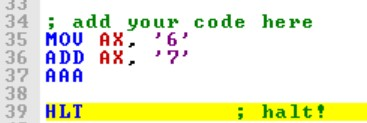 33
34 ; add your code here
35 MOV AX, '6'
36 ADD AX, '7'
37 AAA
38
39 HLT ; halt!